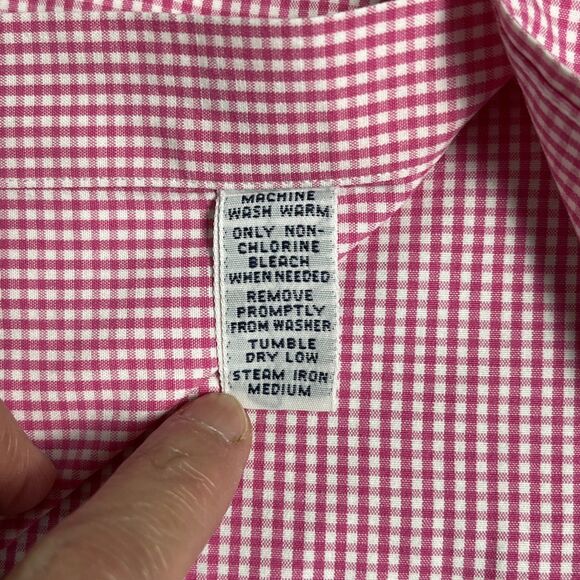 MACHINE
WASH WARM
ONLY NON-
CHLORINE
BLEACH
WHEN NEEDED
REMOVE
PROMPTLY
FROM WASHER
TUMBLE
DRY LOW
STEAM IRON
MEDIUM